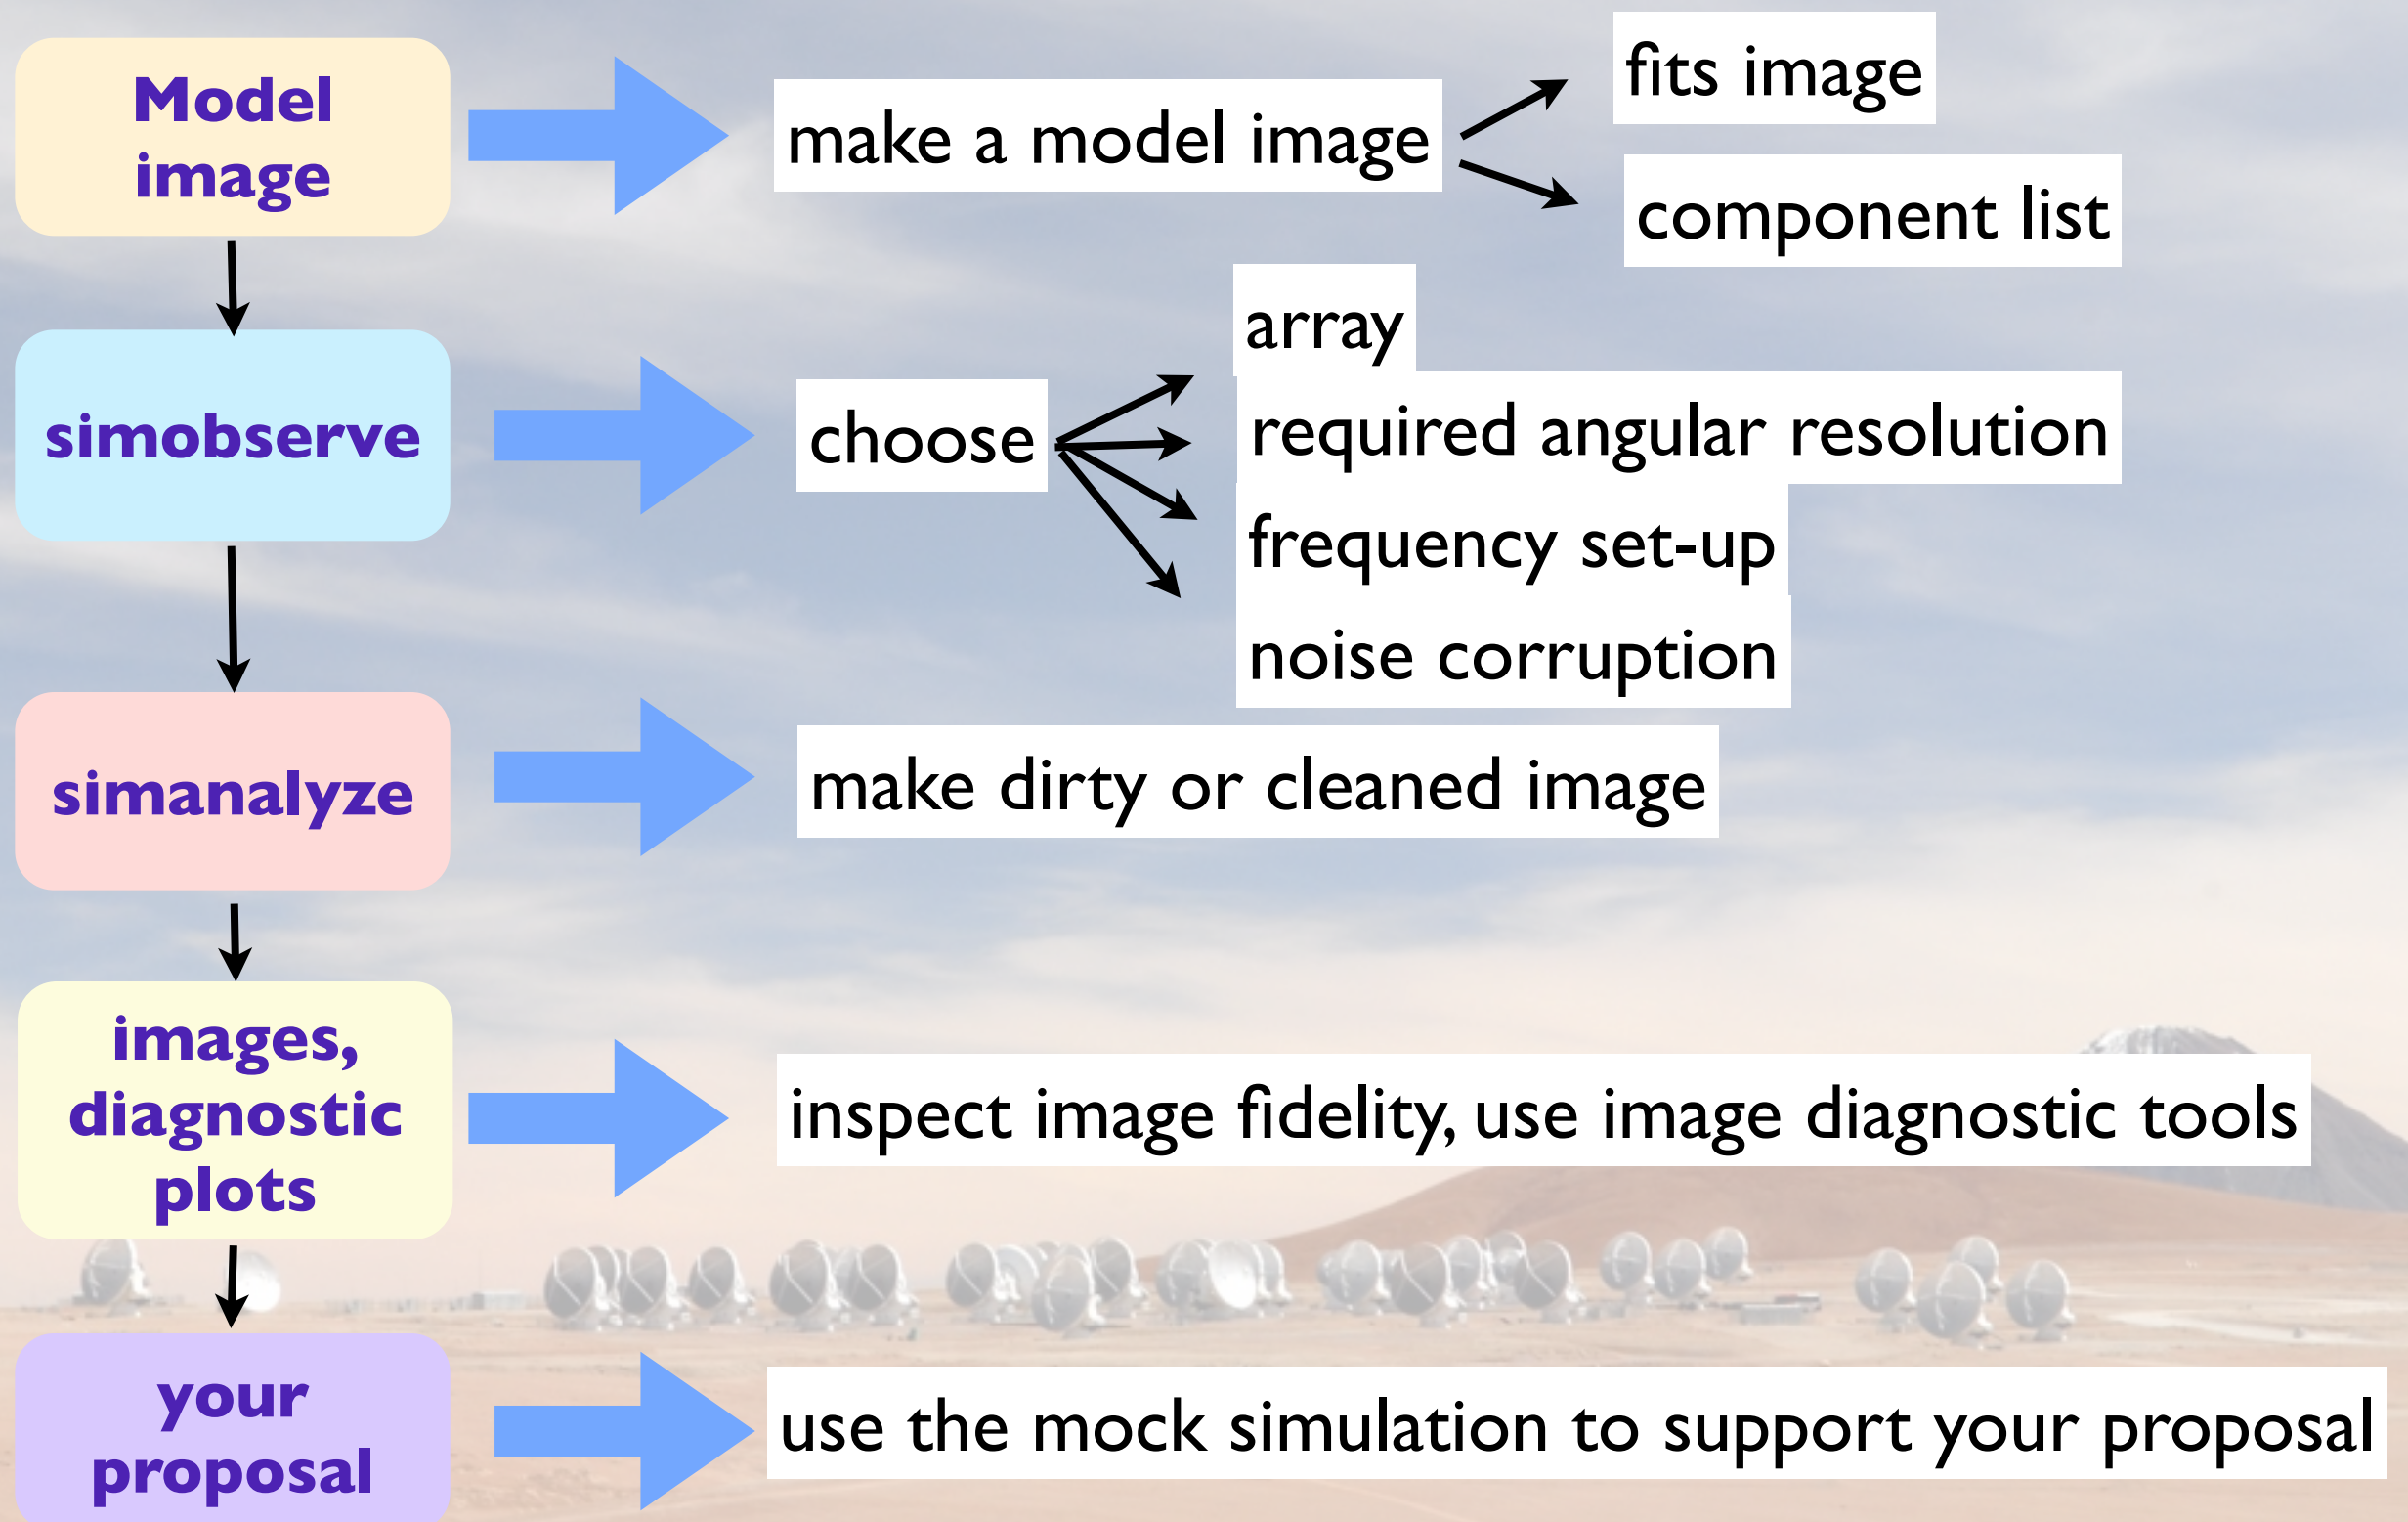 Model
image
make a model image
fits image
component list
simobserve
choose
array
required angular resolution
frequency set-up
noise corruption
simanalyze
make dirty or cleaned image
images,
diagnostic
plots
inspect image fidelity, use image diagnostic tools
your
proposal
use the mock simulation to support your proposal